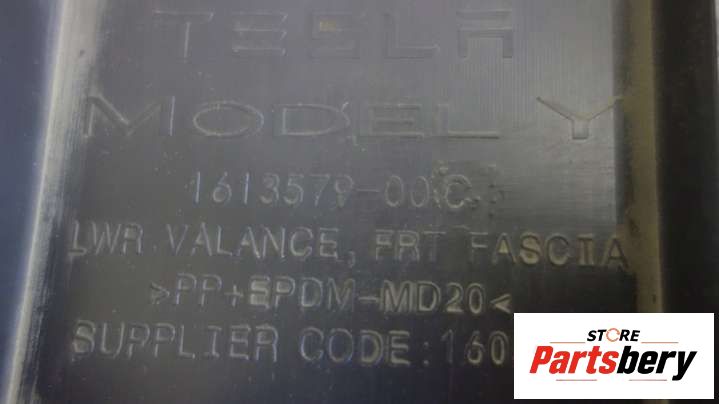 TESLA
MODEL Y
1613579-00 C
LWR VALANCE, FRT FASCIA
>PP+EPDM-MD20<
SUPPLIER CODE: 160
STORE
Partsbery